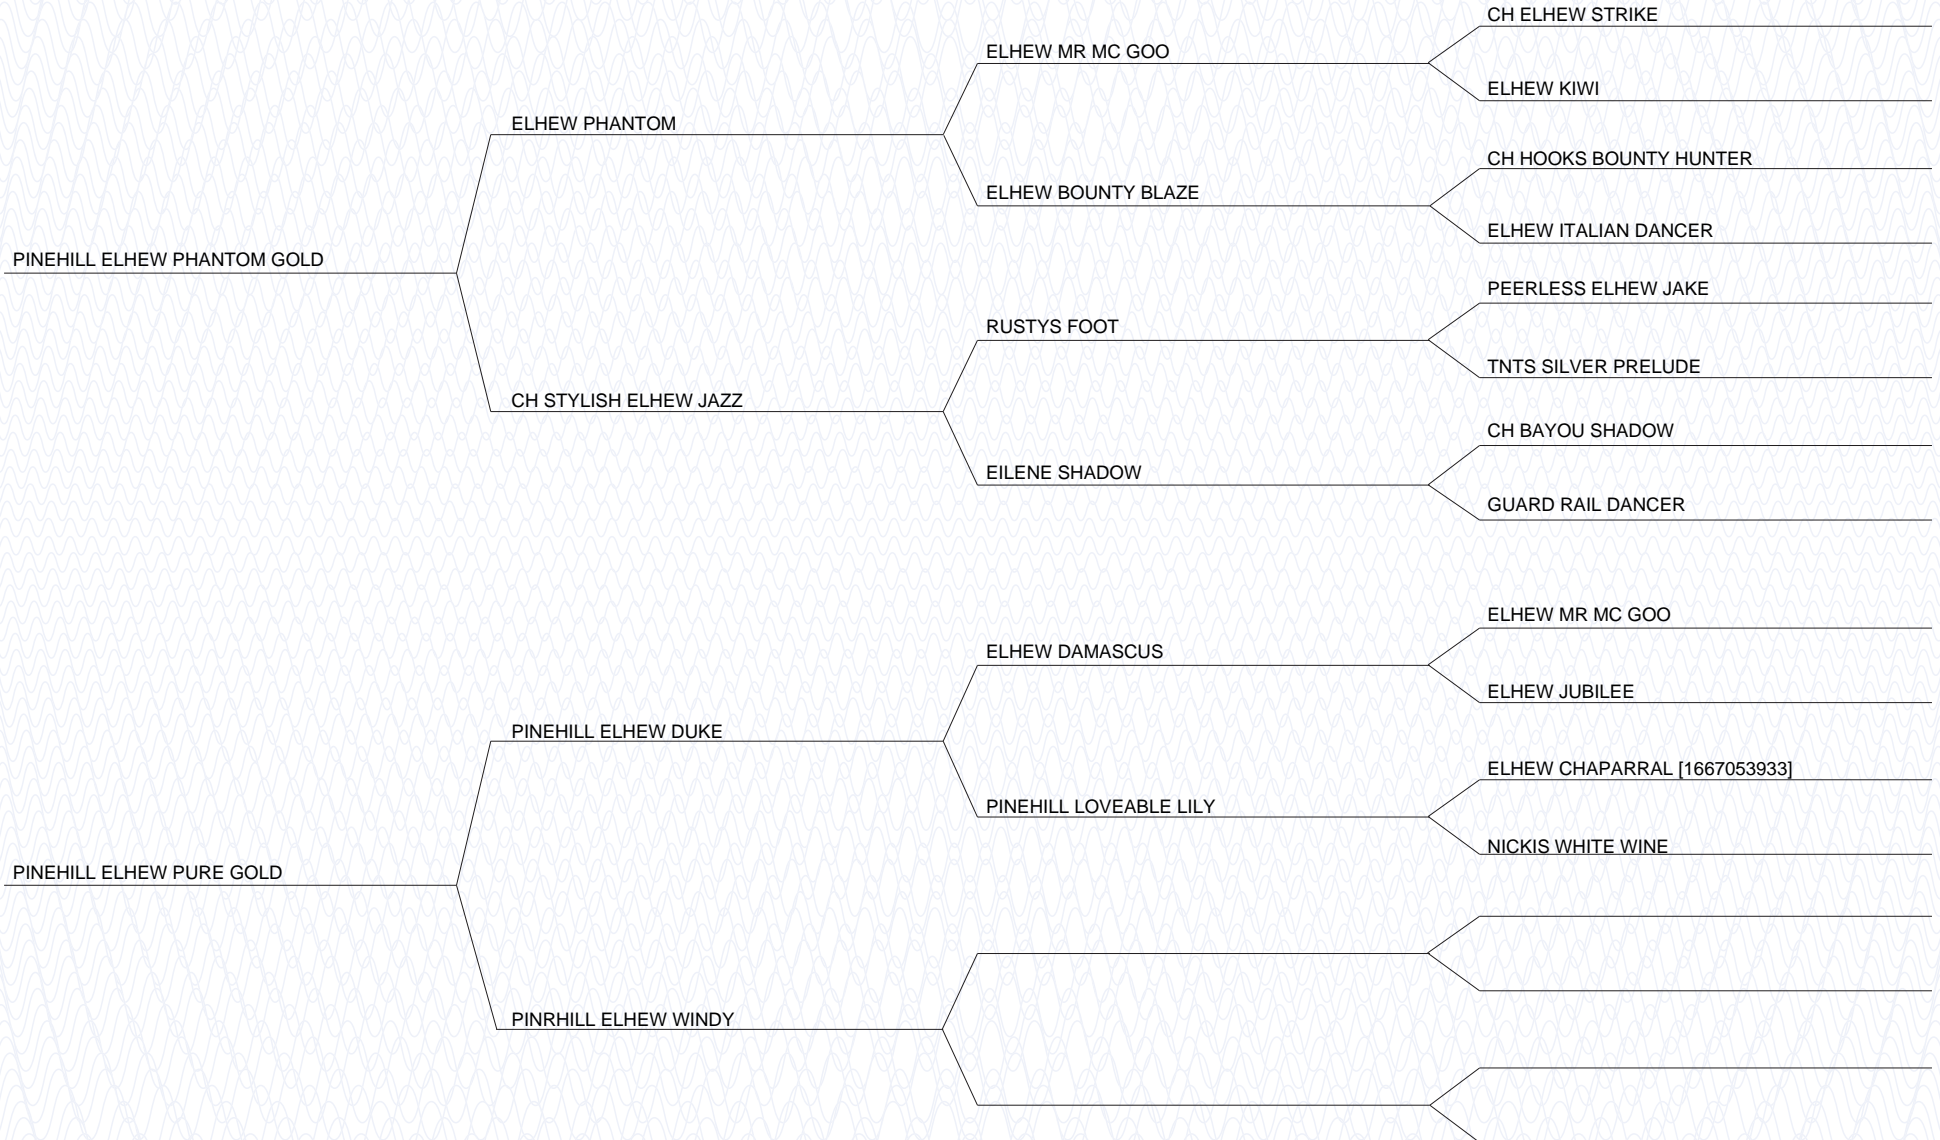 CH ELHEW STRIKE
ELHEW MR MC GOO
ELHEW KIWI
ELHEW PHANTOM
CH HOOKS BOUNTY HUNTER
ELHEW BOUNTY BLAZE
ELHEW ITALIAN DANCER
PINEHILL ELHEW PHANTOM GOLD
PEERLESS ELHEW JAKE
RUSTYS FOOT
TNTS SILVER PRELUDE
CH STYLISH ELHEW JAZZ
CH BAYOU SHADOW
EILENE SHADOW
GUARD RAIL DANCER
ELHEW MR MC GOO
ELHEW DAMASCUS
ELHEW JUBILEE
PINEHILL ELHEW DUKE
ELHEW CHAPARRAL [1667053933]
PINEHILL LOVEABLE LILY
NICKIS WHITE WINE
PINEHILL ELHEW PURE GOLD
PINRHILL ELHEW WINDY